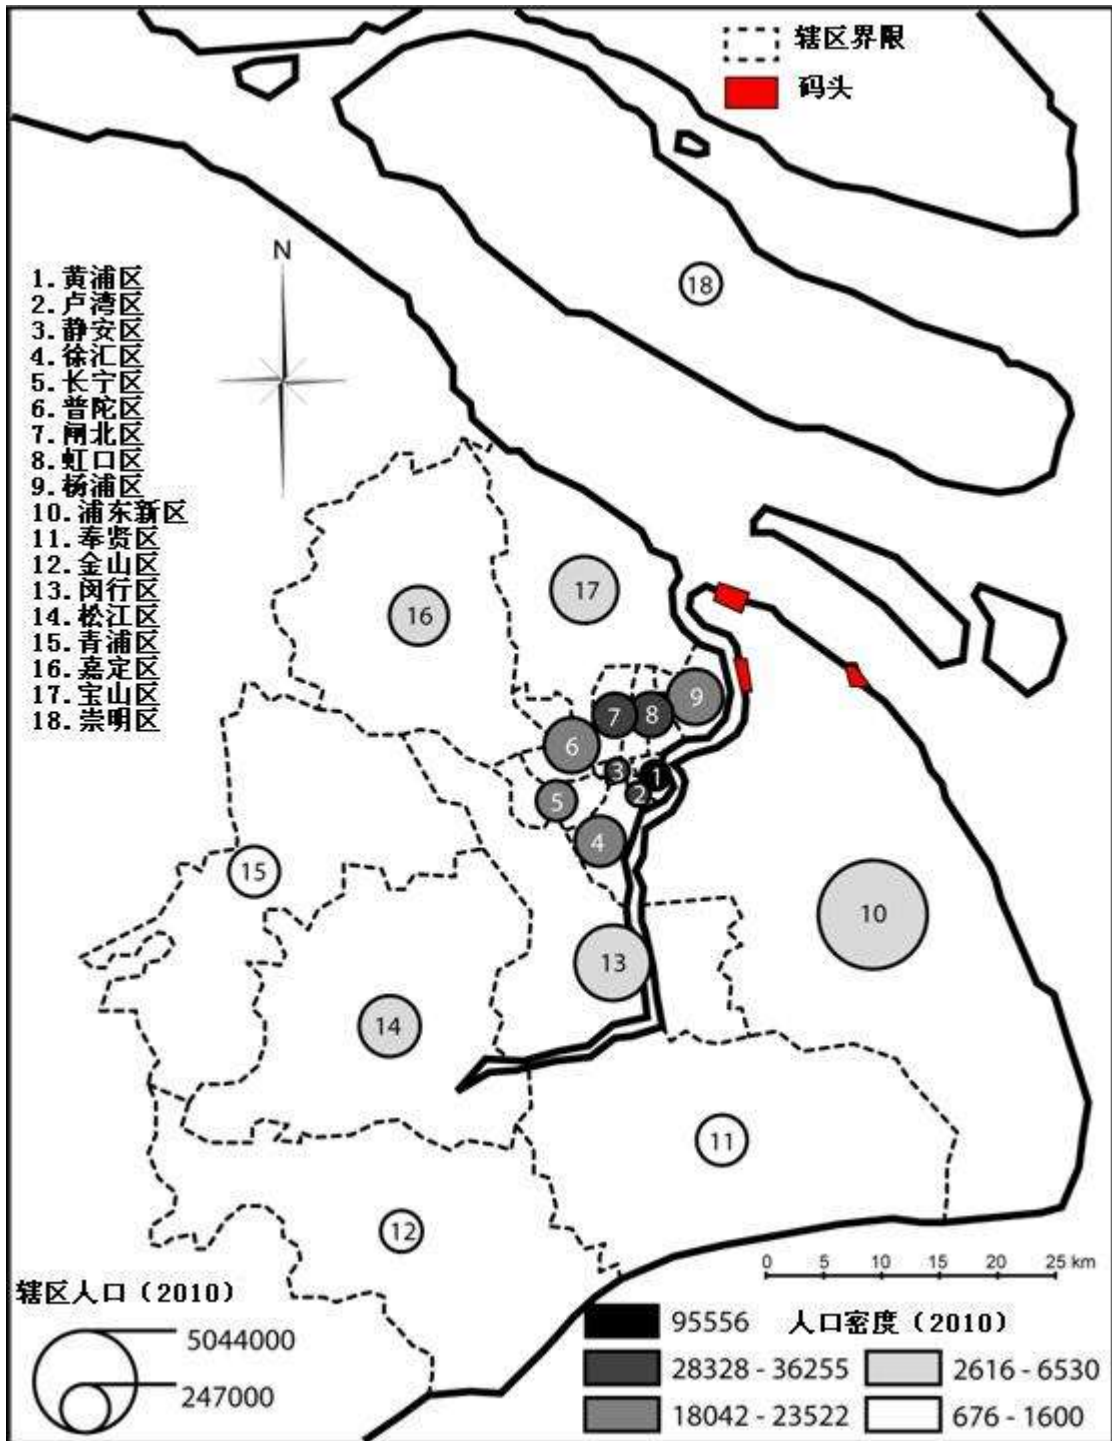 辖区界限
码头
N
1.黄浦区
2.卢湾区
3.静安区
4.徐汇区
5.长宁区
6.普陀区
7.闸北区
8.虹口区
9.杨浦区
10.浦东新区
11.奉贤区
12.金山区
13.闵行区
14.松江区
15.青浦区
16.嘉定区
17.宝山区
18.崇明区
18
17
16
9
7
8
6
3
1
2
5
4
15
10
13
14
11
12
0 5 10 15 20 25 km
辖区人口（2010）
5044000
247000
95556 人口密度（2010）
28328 - 36255 2616 - 6530
18042 - 23522 676 - 1600